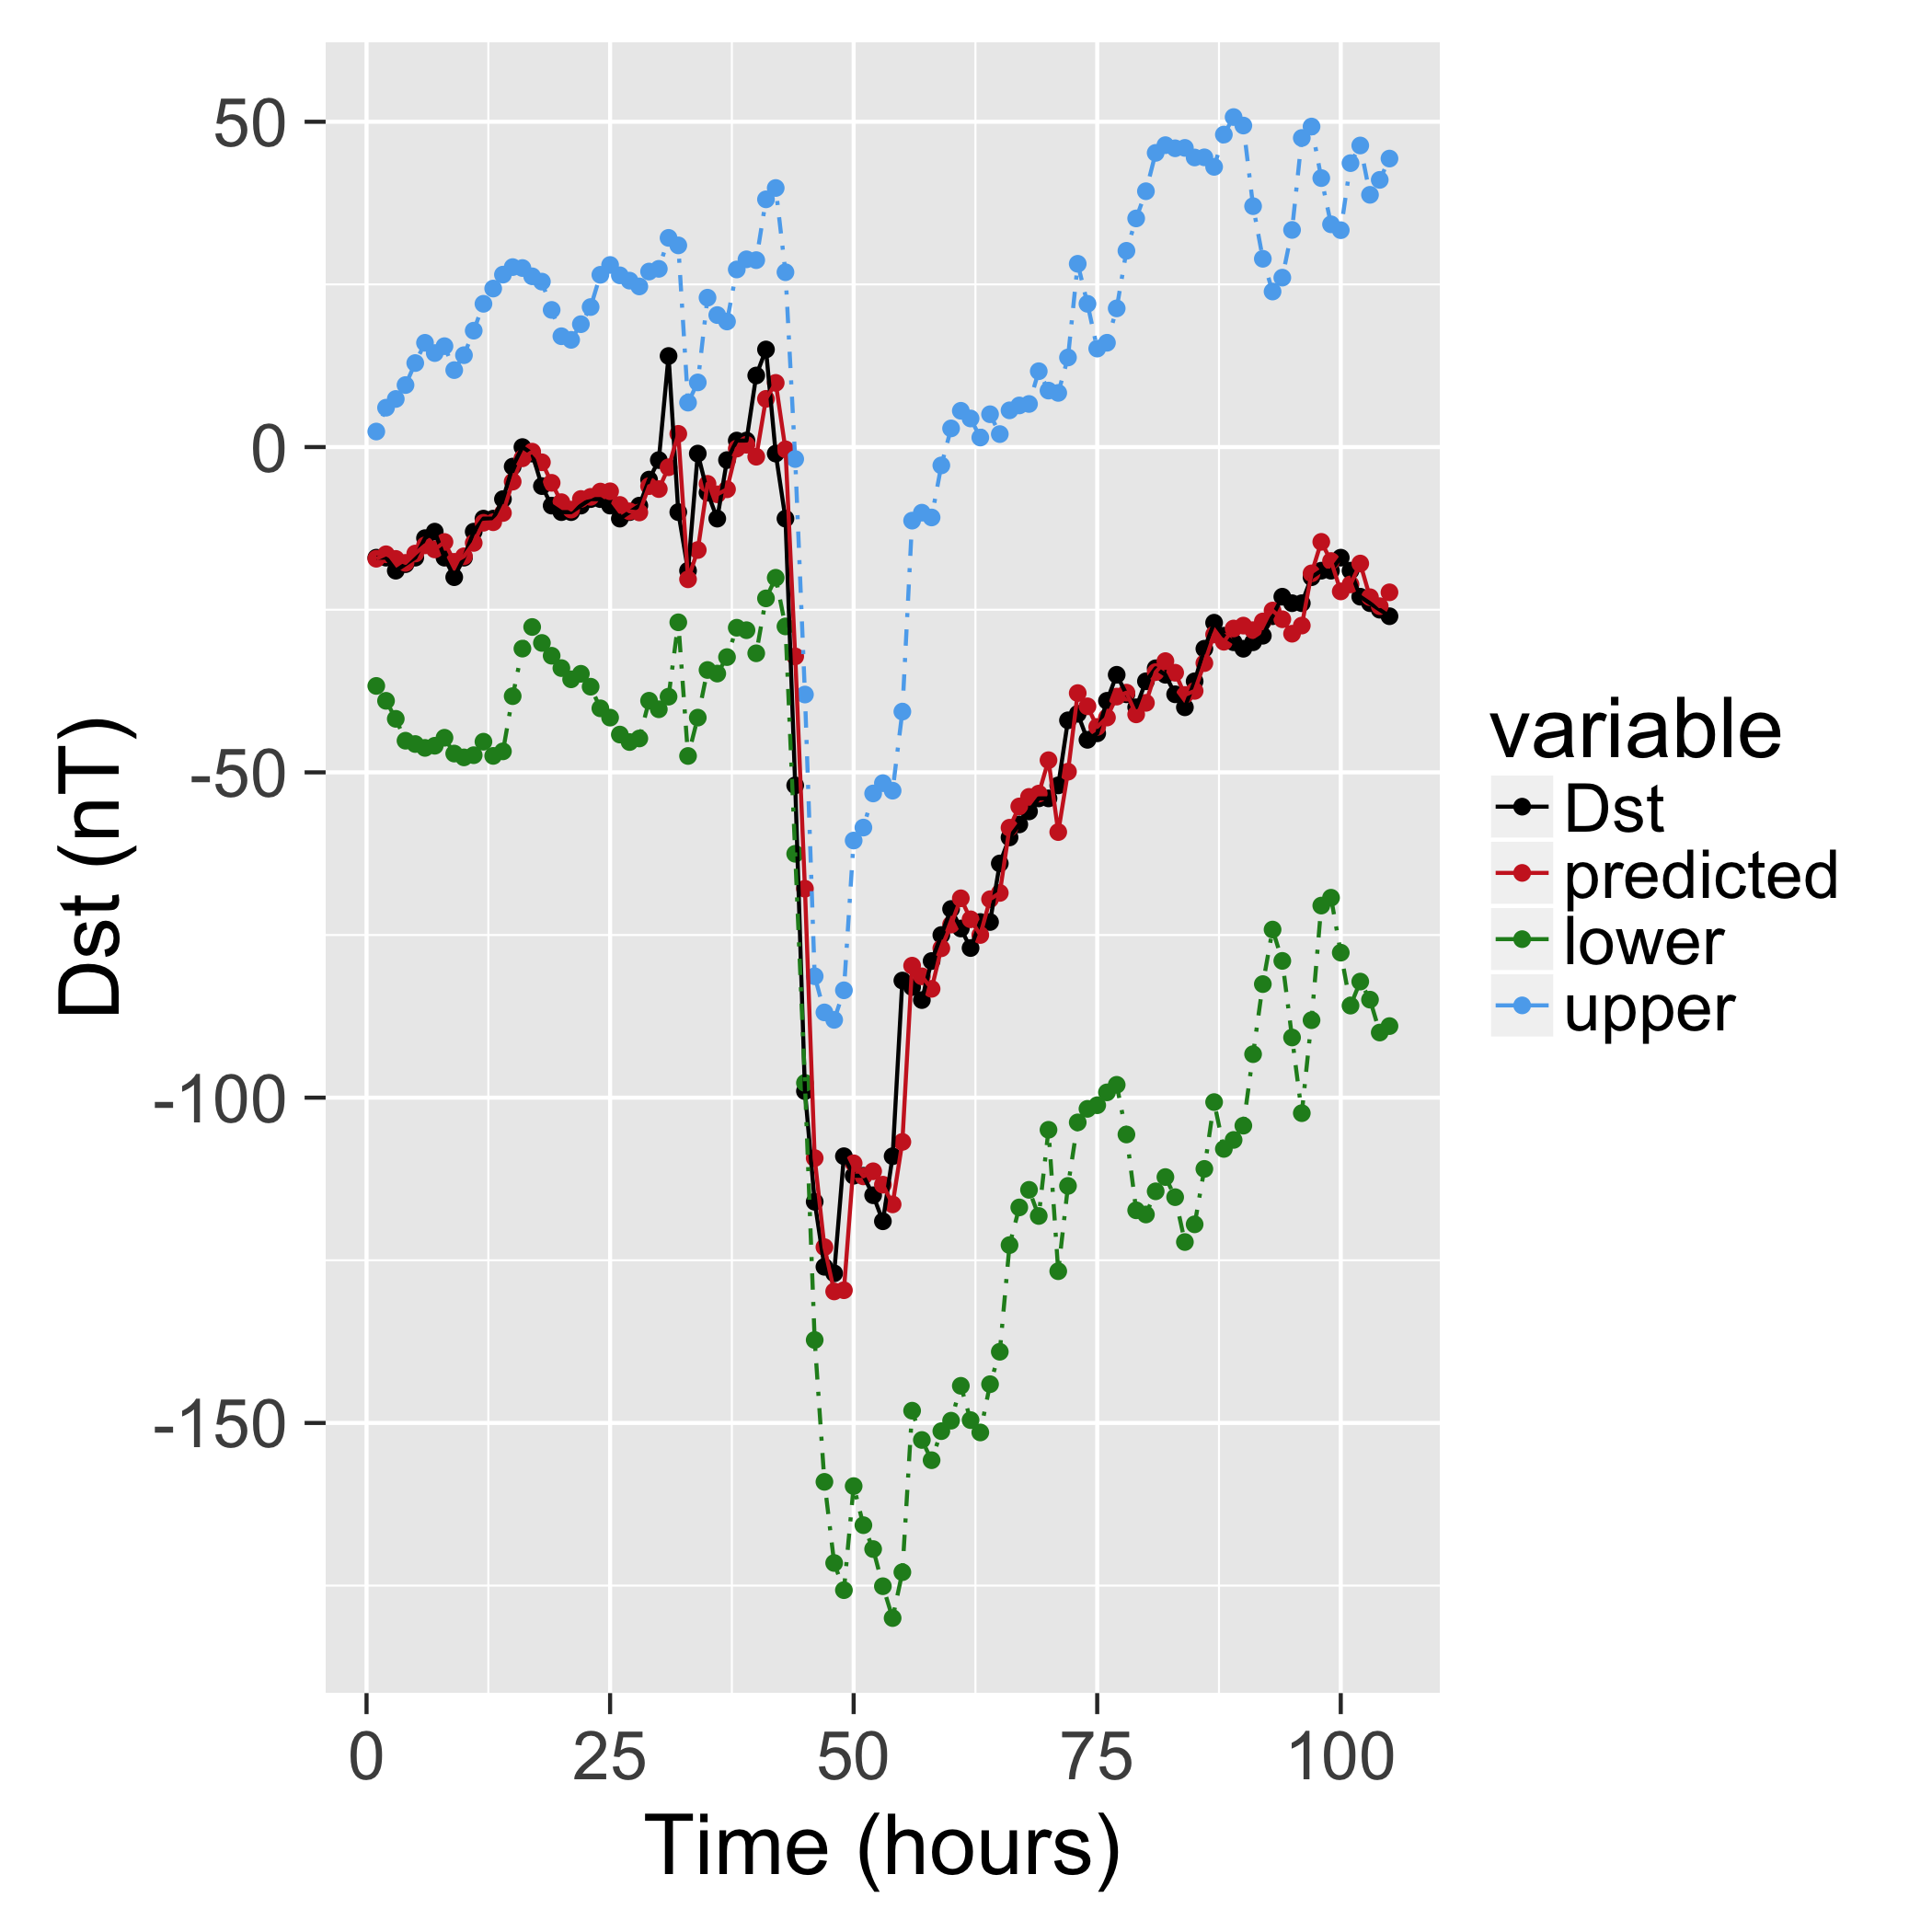 50
0
-50
-100
-150
Dst (nT)
0 25 50 75 100
Time (hours)
variable
Dst
predicted
lower
upper